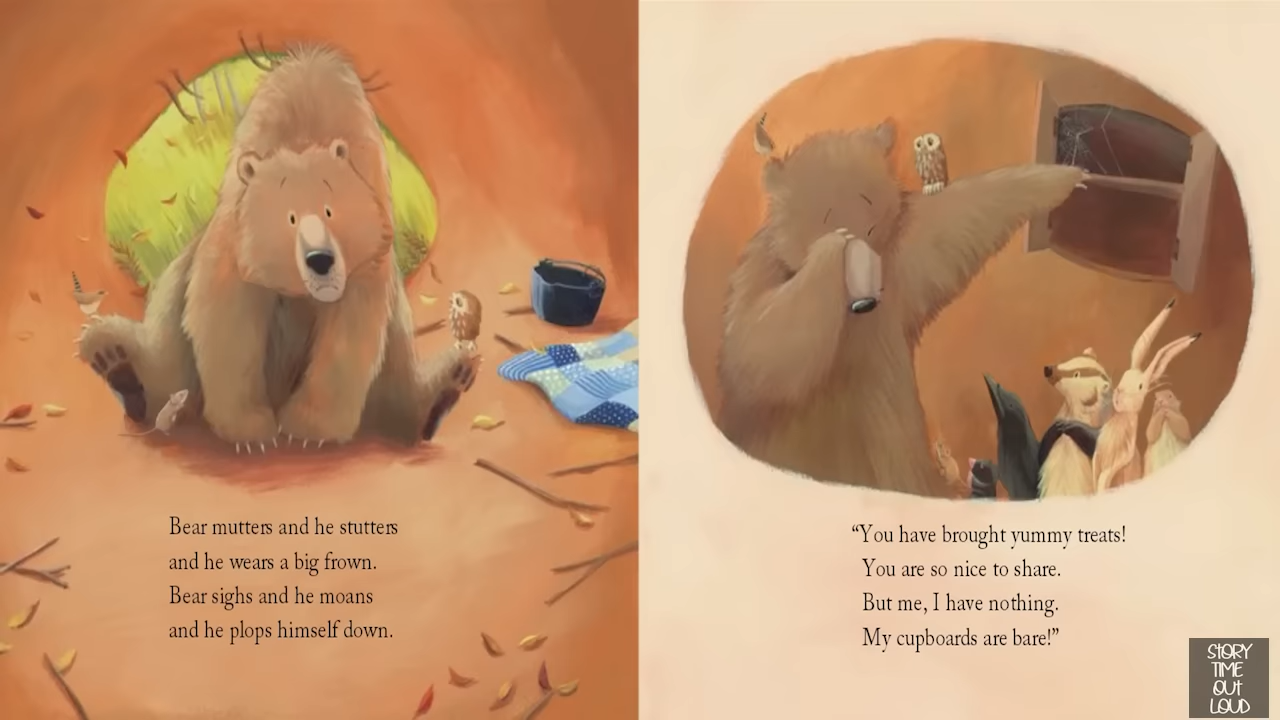 Bear mutters and he stutters
and he wears a big frown.
Bear sighs and he moans
and he plops himself down.
“You have brought yummy treats!
You are so nice to share.
But me, I have nothing.
My cupboards are bare!”
STORY
TIME
OUT
LOUD